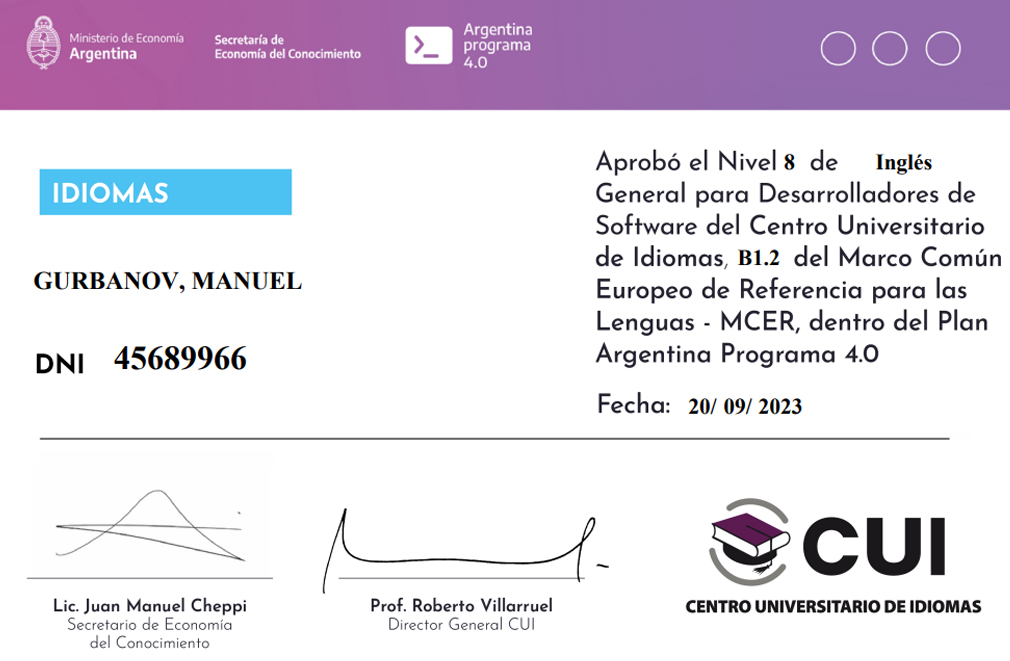 Ministerio de Economía
Argentina
Secretaría de
Economía del Conocimiento
Argentina
programa
4.0
IDIOMAS
GURBANOV, MANUEL
DNI 45689966
Aprobó el Nivel 8 de Inglés
General para Desarrolladores de
Software del Centro Universitario
de Idiomas, B1.2 del Marco Común
Europeo de Referencia para las
Lenguas - MCER, dentro del Plan
Argentina Programa 4.0
Fecha: 20/ 09/ 2023
Lic. Juan Manuel Cheppi
Secretario de Economía
del Conocimiento
Prof. Roberto Villarruel
Director General CUI
CUI
CENTRO UNIVERSITARIO DE IDIOMAS